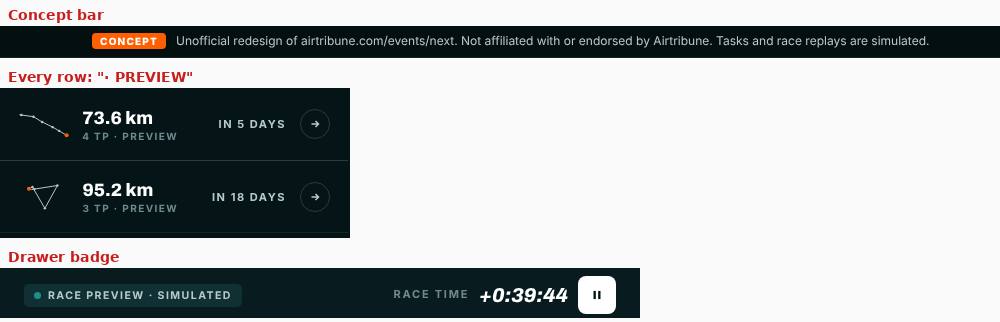 Concept bar
CONCEPT Unofficial redesign of airtribune.com/events/next. Not affiliated with or endorsed by Airtribune. Tasks and race replays are simulated.
Every row: "· PREVIEW"
73.6 km
IN 5 DAYS
4 TP · PREVIEW
95.2 km
IN 18 DAYS
3 TP · PREVIEW
Drawer badge
RACE PREVIEW · SIMULATED RACE TIME +0:39:44